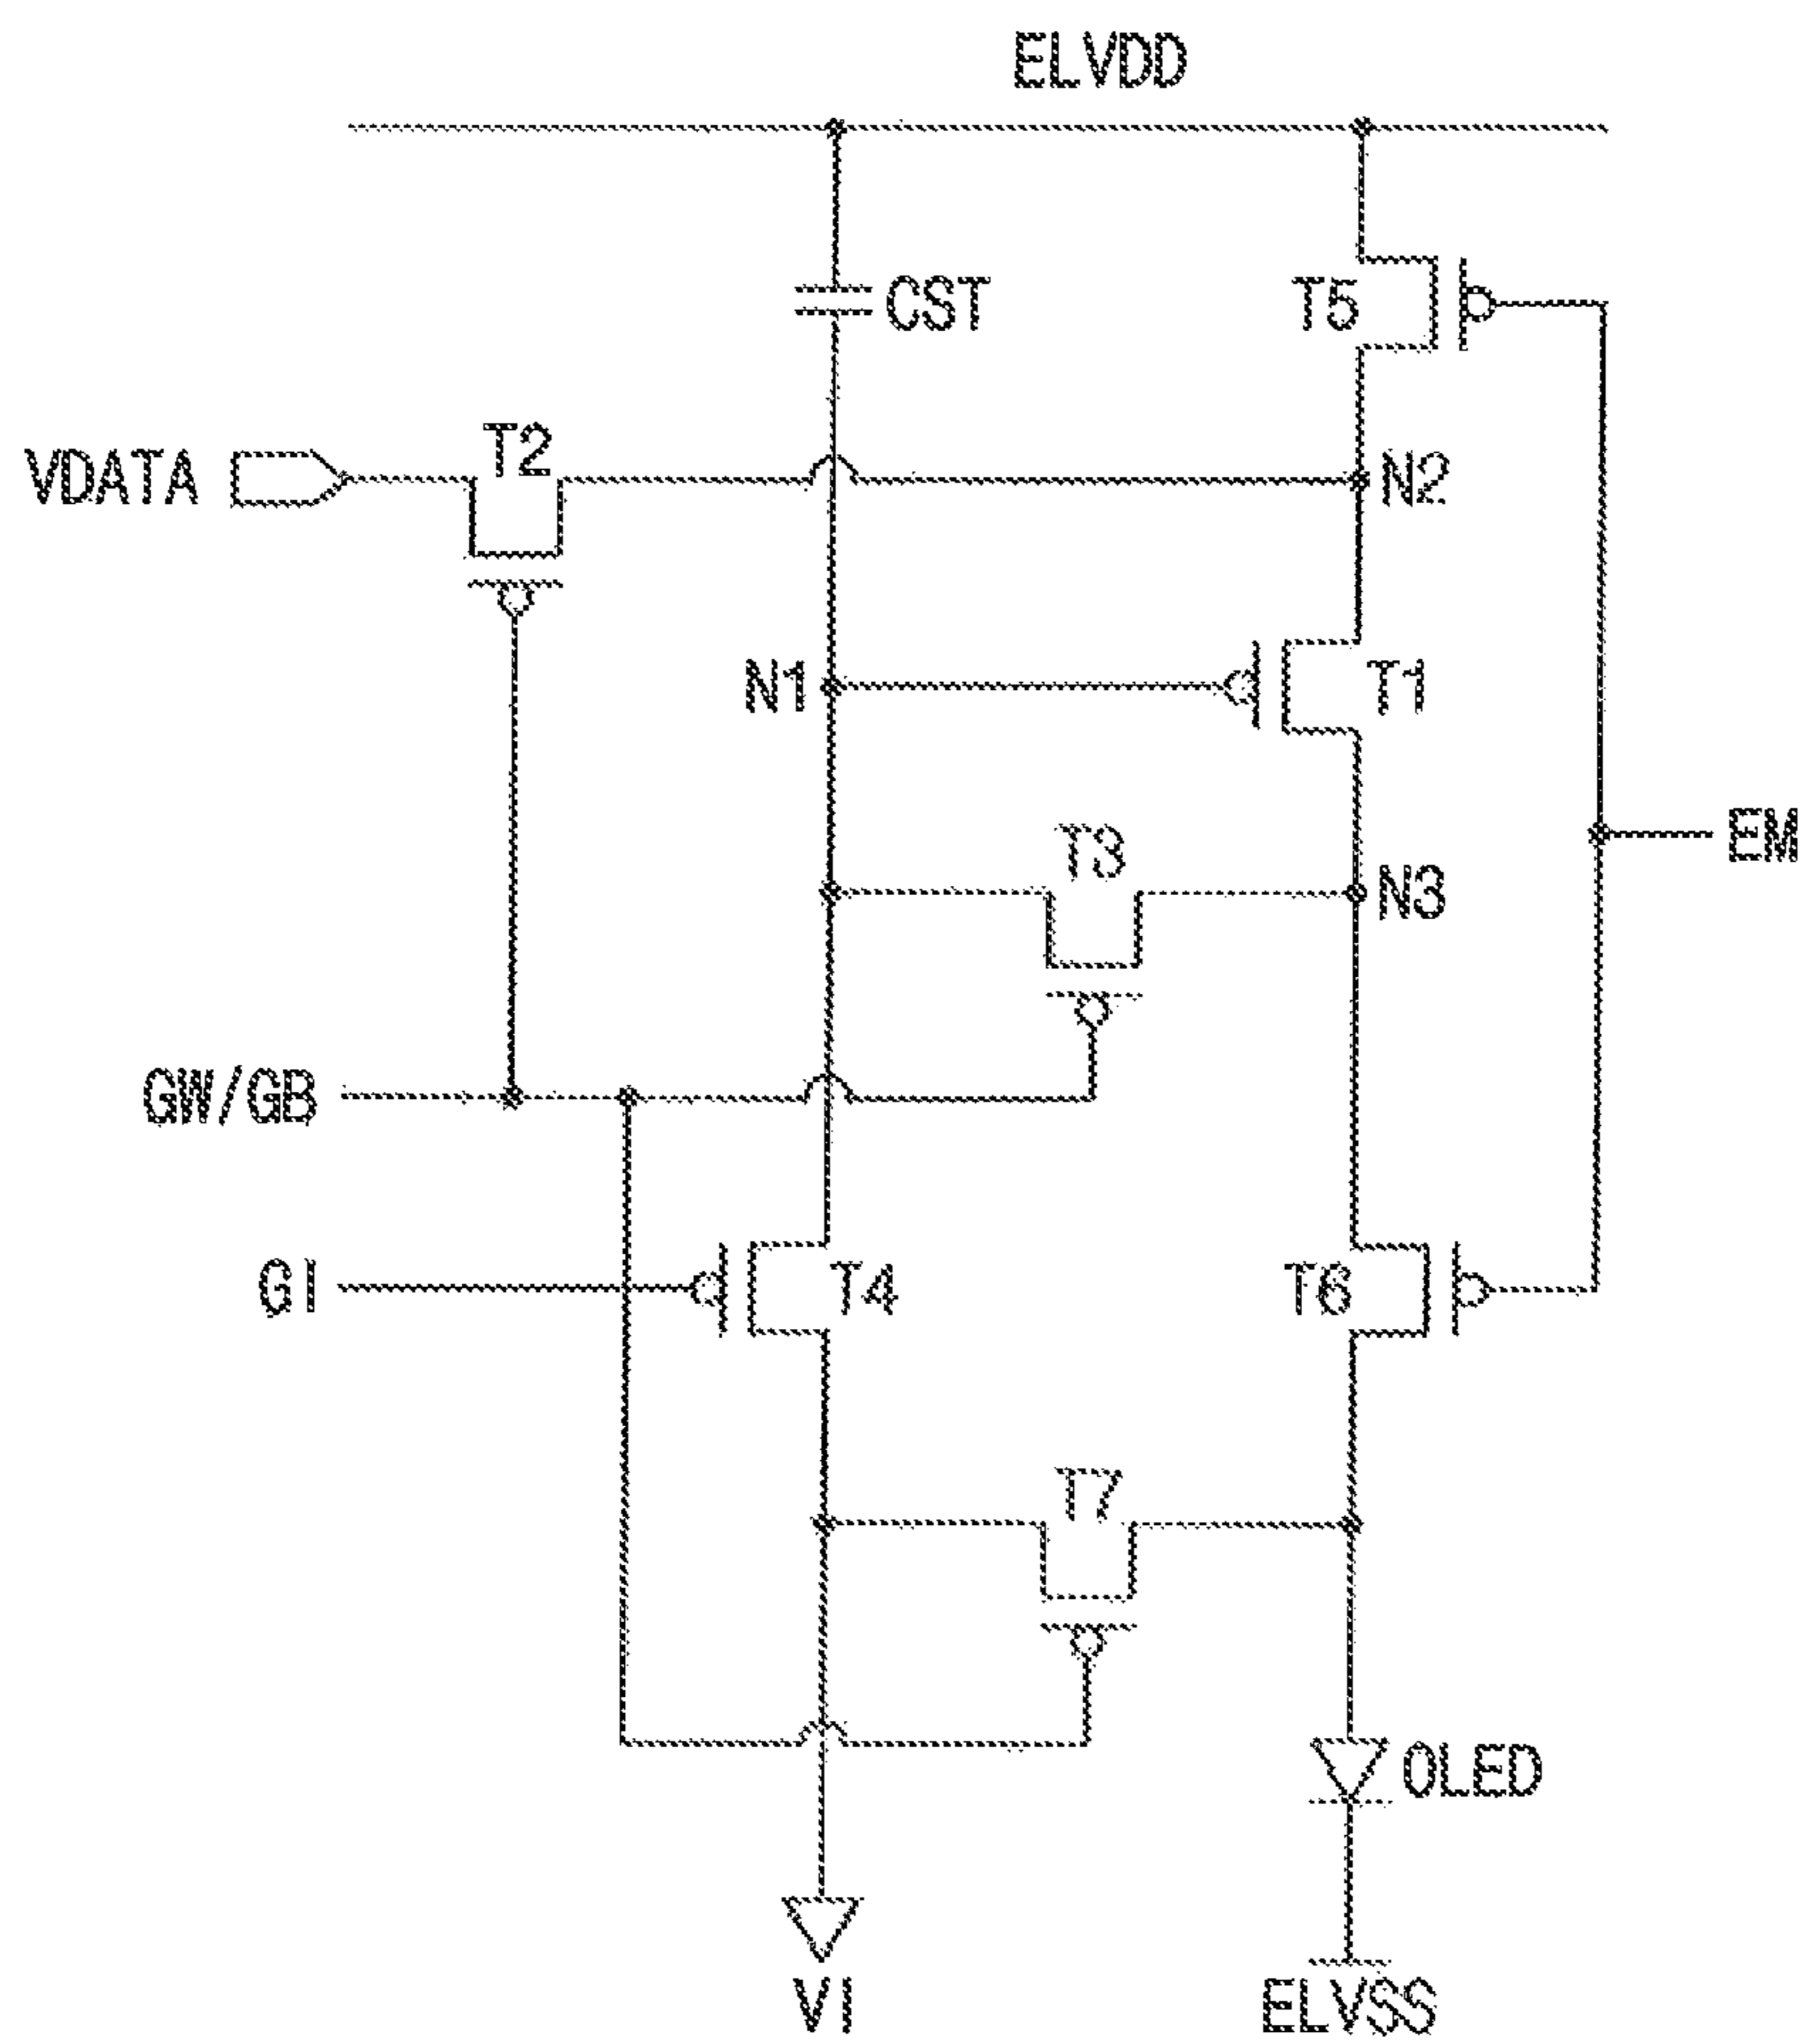 ELVDD
CST
T5
VDATA
T2
N2
N1
T1
T3
EM
N3
GW/GB
GI
T4
T6
T7
OLED
VI
ELVSS